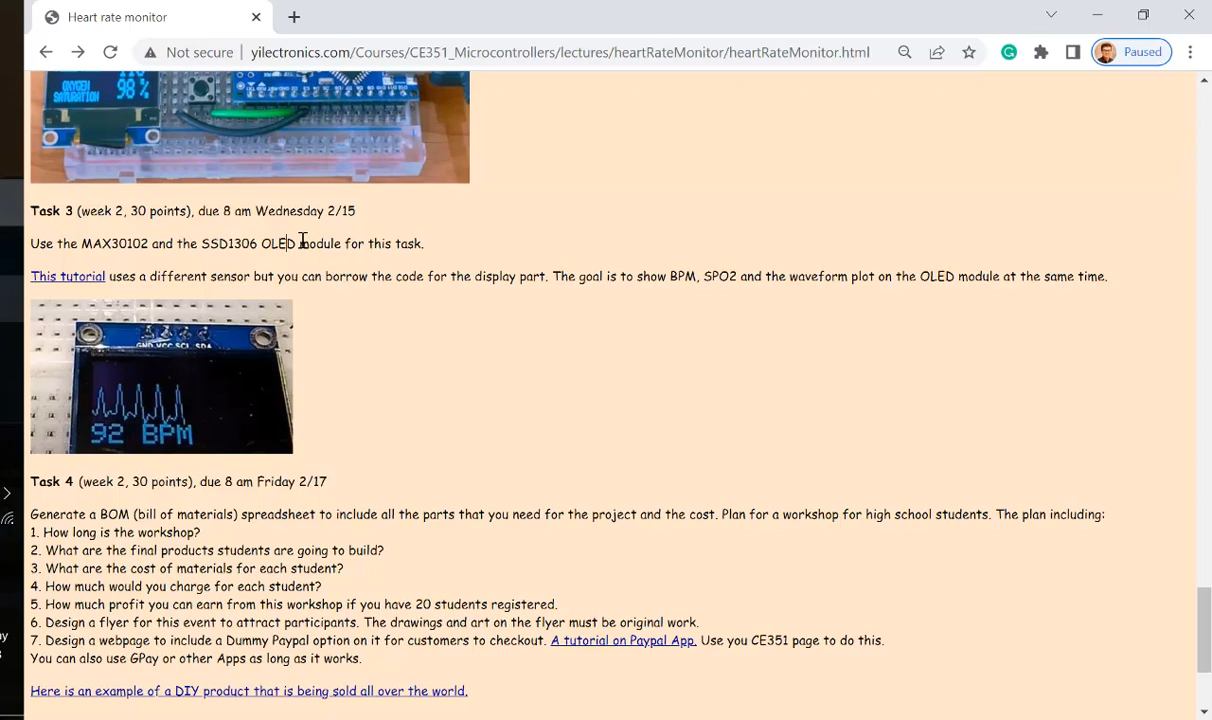 Heart rate monitor
Not secure yilectronics.com/Courses/CE351_Microcontrollers/lectures/heartRateMonitor/heartRateMonitor.html Paused
OXYGEN
SATURATION 98 %
Task 3 (week 2, 30 points), due 8 am Wednesday 2/15
Use the MAX30102 and the SSD1306 OLED module for this task.
This tutorial uses a different sensor but you can borrow the code for the display part. The goal is to show BPM, SPO2 and the waveform plot on the OLED module at the same time.
GND VCC SCL SDA
92 BPM
Task 4 (week 2, 30 points), due 8 am Friday 2/17
Generate a BOM (bill of materials) spreadsheet to include all the parts that you need for the project and the cost. Plan for a workshop for high school students. The plan including:
1. How long is the workshop?
2. What are the final products students are going to build?
3. What are the cost of materials for each student?
4. How much would you charge for each student?
5. How much profit you can earn from this workshop if you have 20 students registered.
6. Design a flyer for this event to attract participants. The drawings and art on the flyer must be original work.
7. Design a webpage to include a Dummy Paypal option on it for customers to checkout. A tutorial on Paypal App. Use you CE351 page to do this.
You can also use GPay or other Apps as long as it works.
Here is an example of a DIY product that is being sold all over the world.